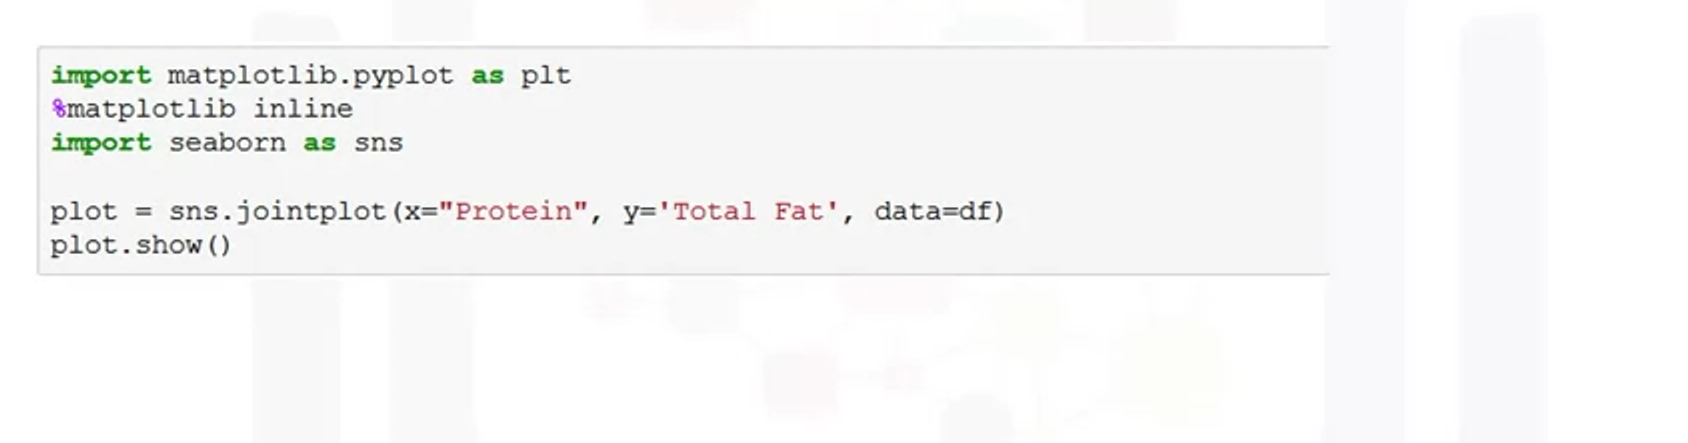 import matplotlib.pyplot as plt
%matplotlib inline
import seaborn as sns
plot = sns.jointplot(x="Protein", y='Total Fat', data=df)
plot.show()